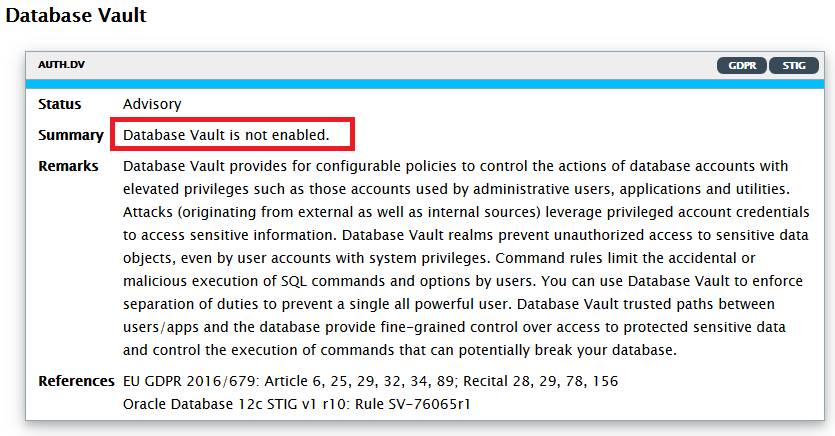 Database Vault
AUTH.DV GDPR STIG
Status Advisory
Summary Database Vault is not enabled.
Remarks Database Vault provides for configurable policies to control the actions of database accounts with
elevated privileges such as those accounts used by administrative users, applications and utilities.
Attacks (originating from external as well as internal sources) leverage privileged account credentials
to access sensitive information. Database Vault realms prevent unauthorized access to sensitive data
objects, even by user accounts with system privileges. Command rules limit the accidental or
malicious execution of SQL commands and options by users. You can use Database Vault to enforce
separation of duties to prevent a single all powerful user. Database Vault trusted paths between
users/apps and the database provide fine-grained control over access to protected sensitive data
and control the execution of commands that can potentially break your database.
References EU GDPR 2016/679: Article 6, 25, 29, 32, 34, 89; Recital 28, 29, 78, 156
Oracle Database 12c STIG v1 r10: Rule SV-76065r1